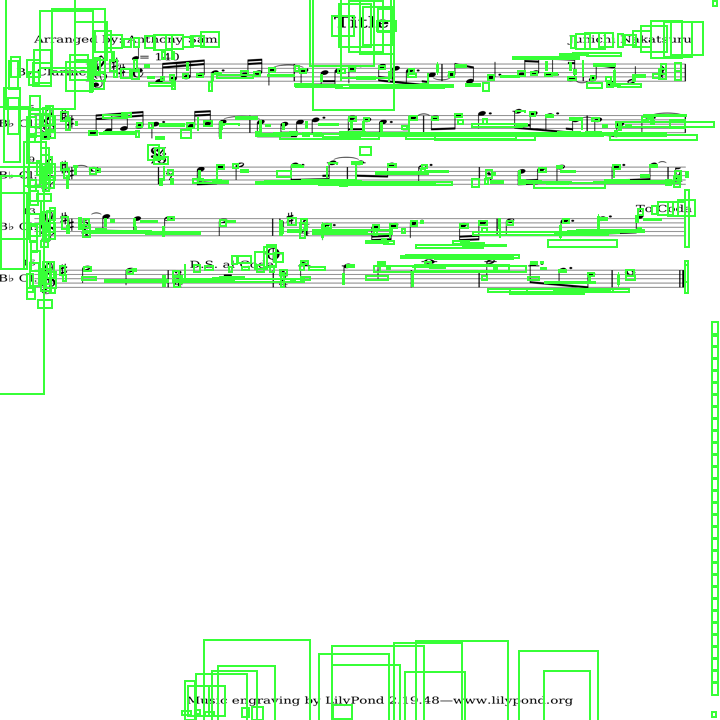 Title
Arranged by: Anthony Sam
Junichi Nakatsuru
= 140
B♭ Clarinet
B♭ Cl.
B♭ Cl.
To Coda
B♭ Cl.
D.S. al Coda
B♭ Cl.
Music engraving by LilyPond 2.19.48—www.lilypond.org